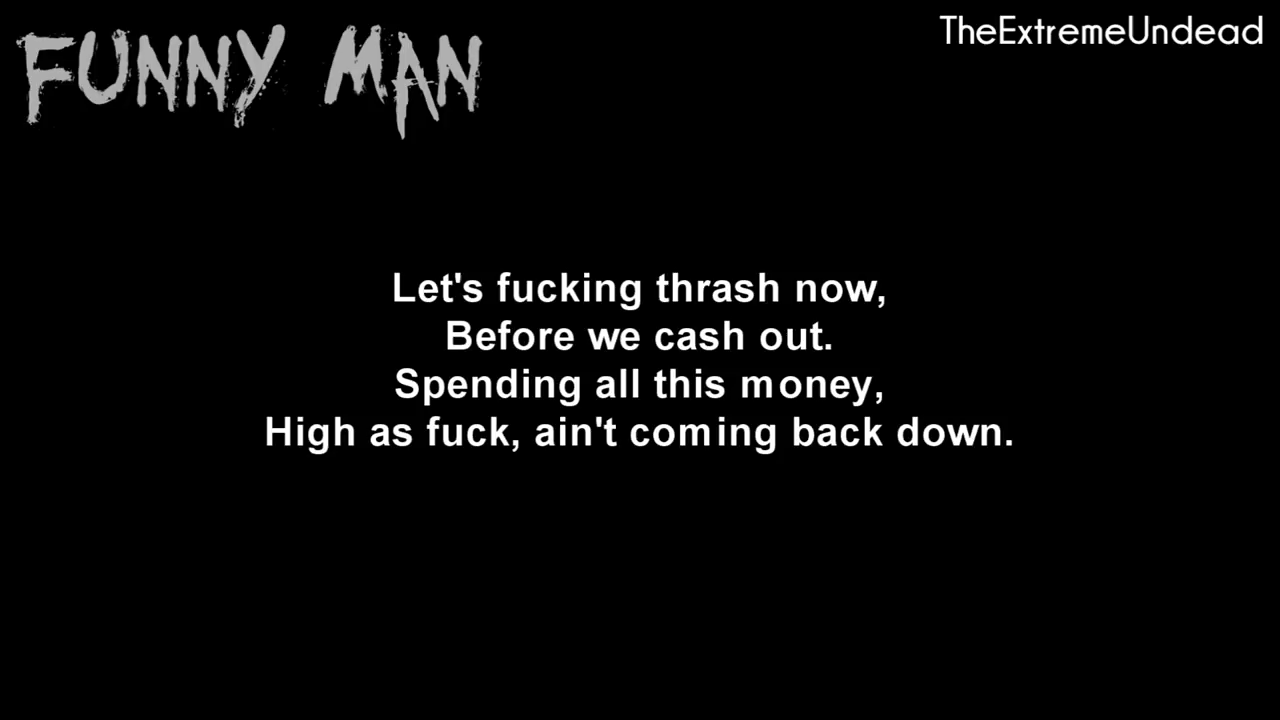 FUNNY MAN
TheExtremeUndead
Let's fucking thrash now,
Before we cash out.
Spending all this money,
High as fuck, ain't coming back down.